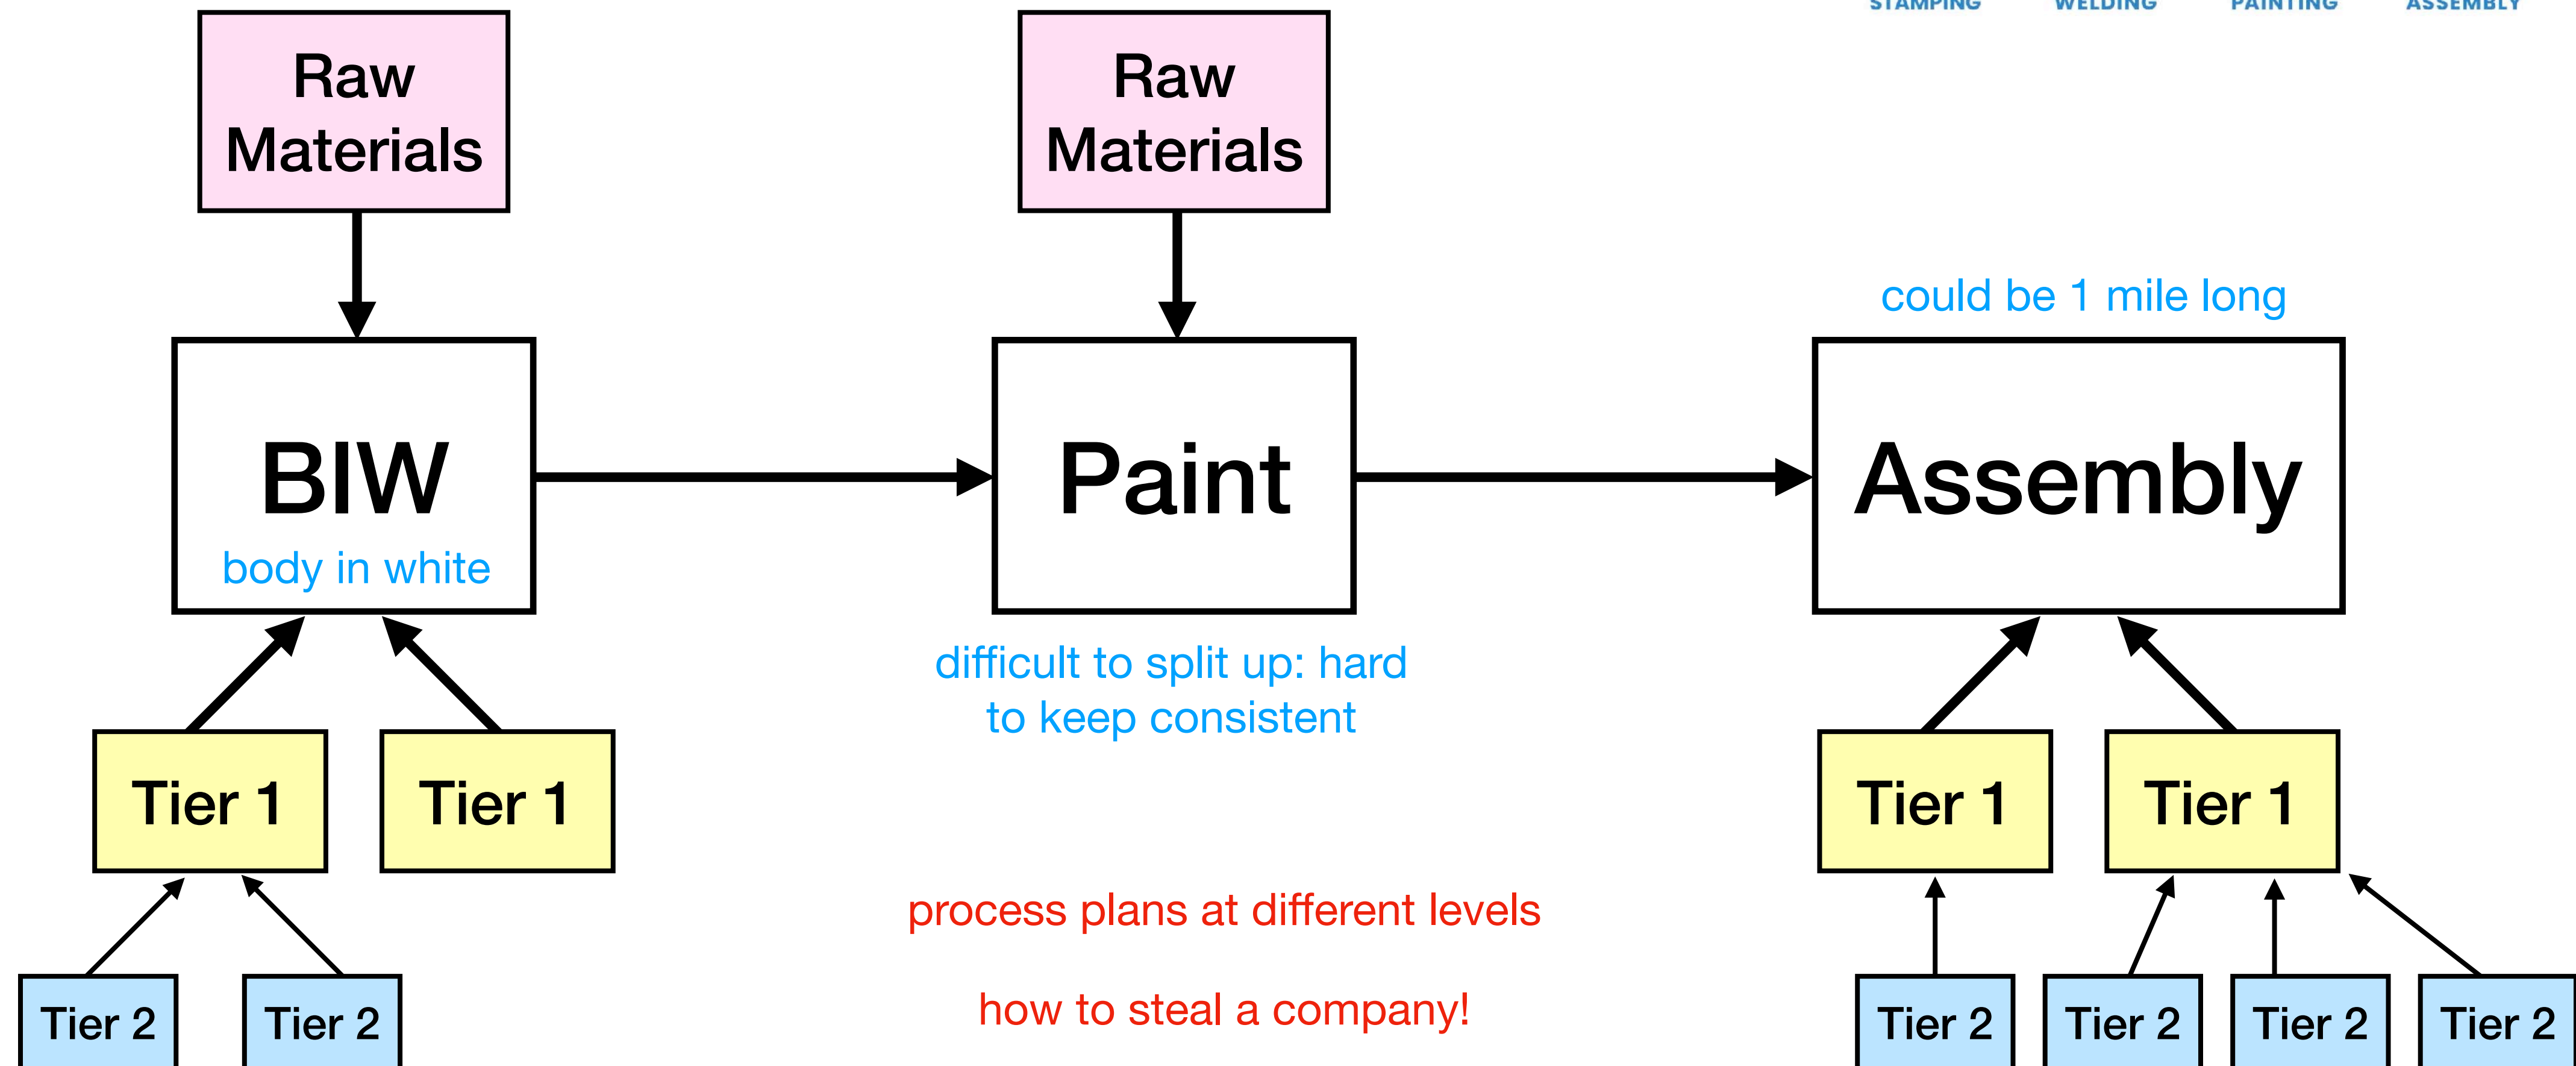 STAMPING WELDING PAINTING ASSEMBLY
Raw
Materials
Raw
Materials
could be 1 mile long
BIW
body in white
Paint
Assembly
difficult to split up: hard
to keep consistent
Tier 1 Tier 1
Tier 1 Tier 1
process plans at different levels
how to steal a company!
Tier 2 Tier 2
Tier 2 Tier 2 Tier 2 Tier 2